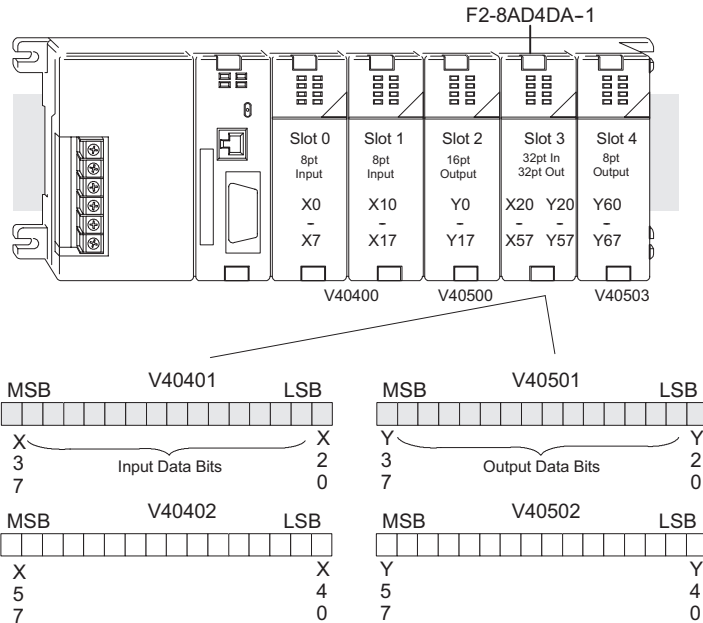 F2-8AD4DA-1
Slot 0
8pt
Input
X0
-
X7
Slot 1
8pt
Input
X10
-
X17
Slot 2
16pt
Output
Y0
-
Y17
Slot 3
32pt In
32pt Out
X20 Y20
- -
X57 Y57
Slot 4
8pt
Output
Y60
-
Y67
V40400 V40500 V40503
MSB V40401 LSB
X
3
7
Input Data Bits
X
2
0
MSB V40501 LSB
Y
3
7
Output Data Bits
Y
2
0
MSB V40402 LSB
X
5
7
X
4
0
MSB V40502 LSB
Y
5
7
Y
4
0